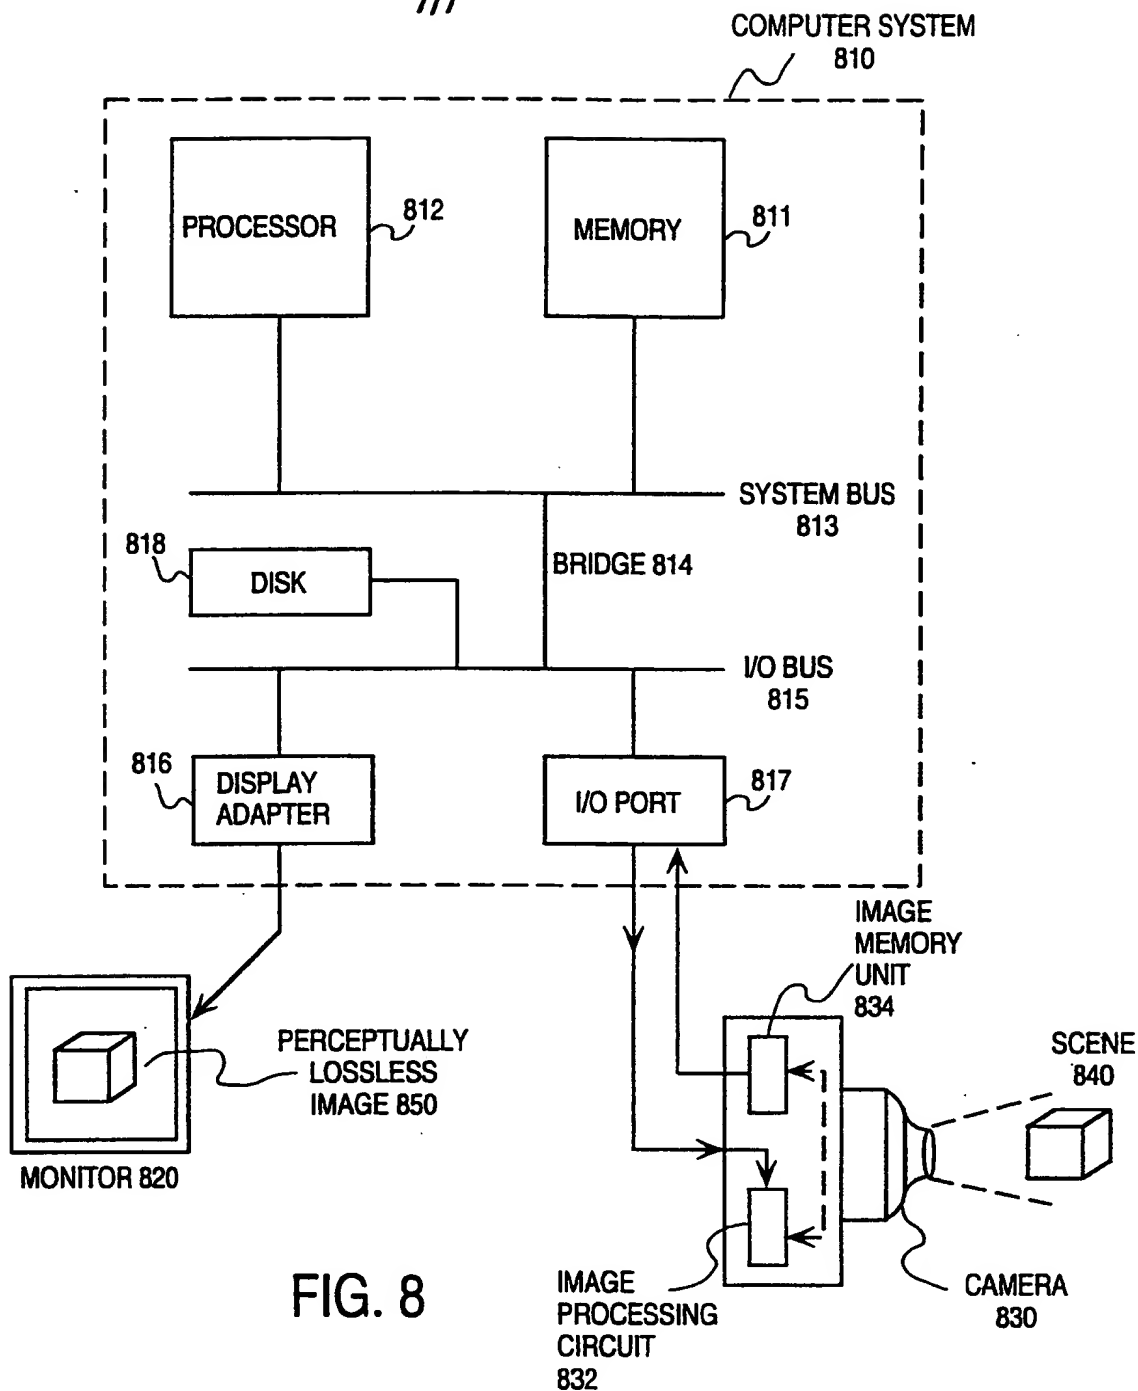 COMPUTER SYSTEM
810
PROCESSOR
812
MEMORY
811
SYSTEM BUS
813
818
DISK
BRIDGE 814
I/O BUS
815
816
DISPLAY
ADAPTER
I/O PORT
817
IMAGE
MEMORY
UNIT
834
PERCEPTUALLY
LOSSLESS
IMAGE 850
SCENE
840
MONITOR 820
FIG. 8
IMAGE
PROCESSING
CIRCUIT
832
CAMERA
830